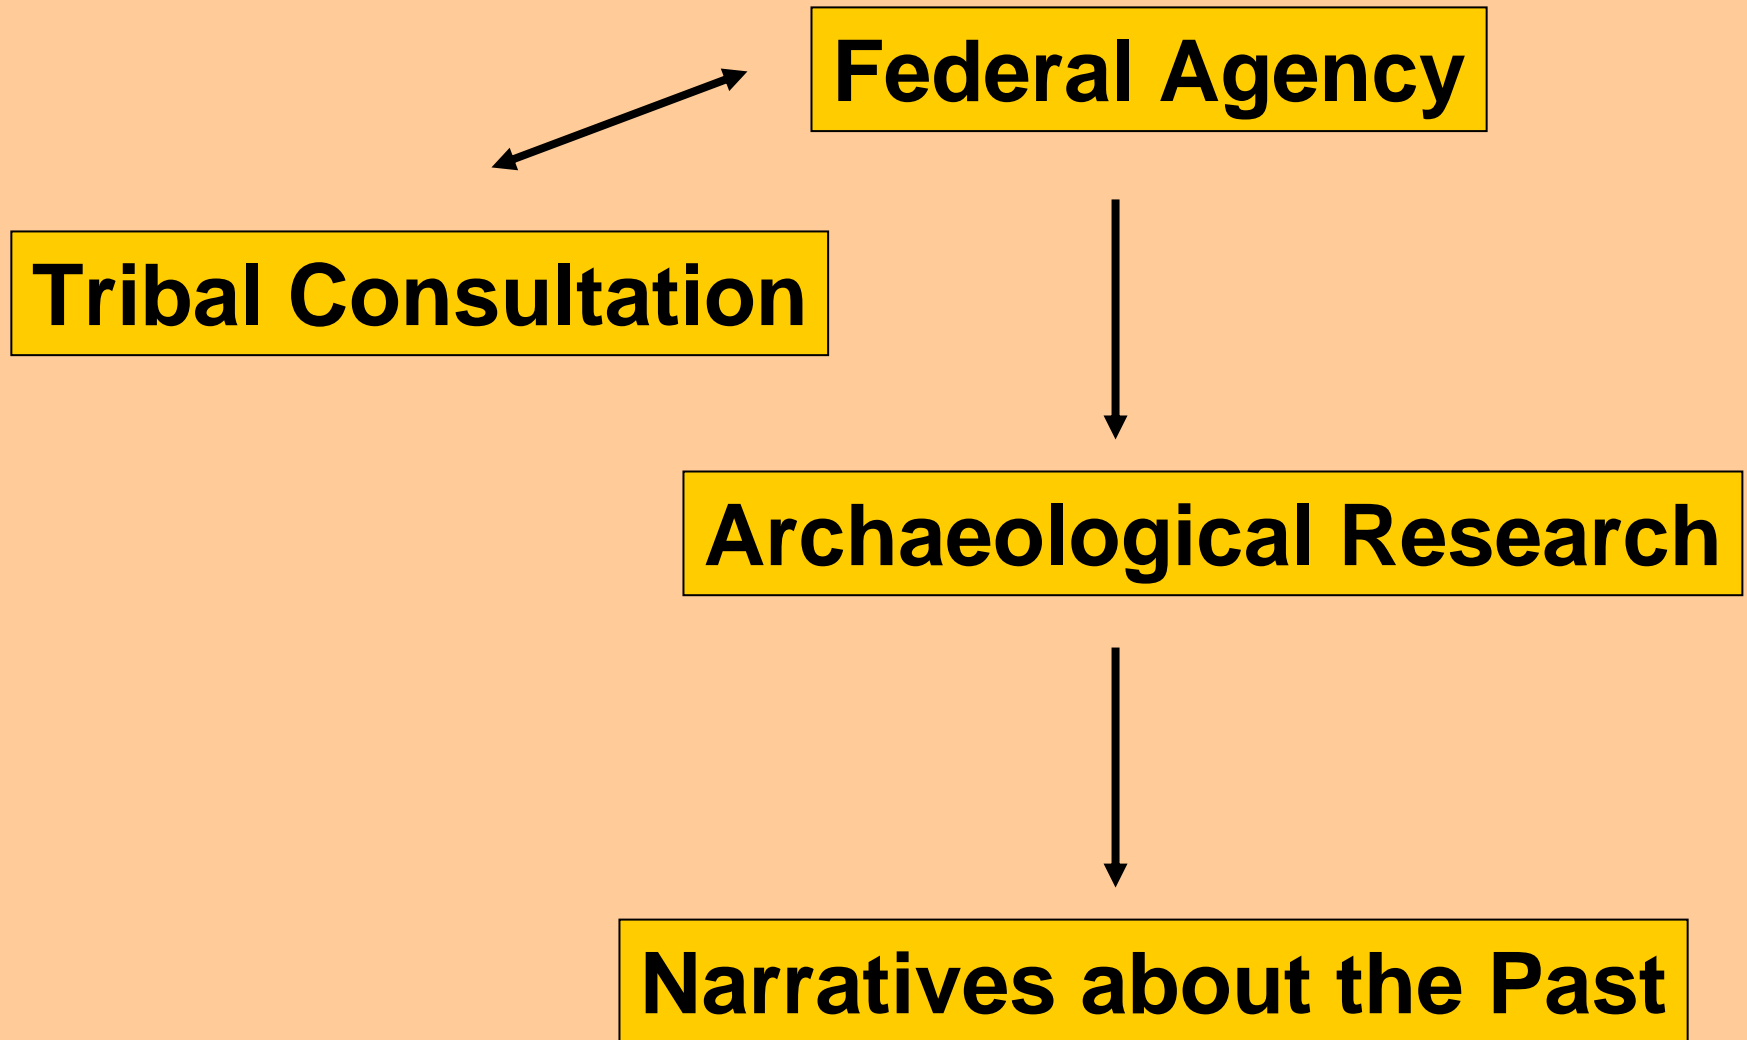 Federal Agency
Tribal Consultation
Archaeological Research
Narratives about the Past